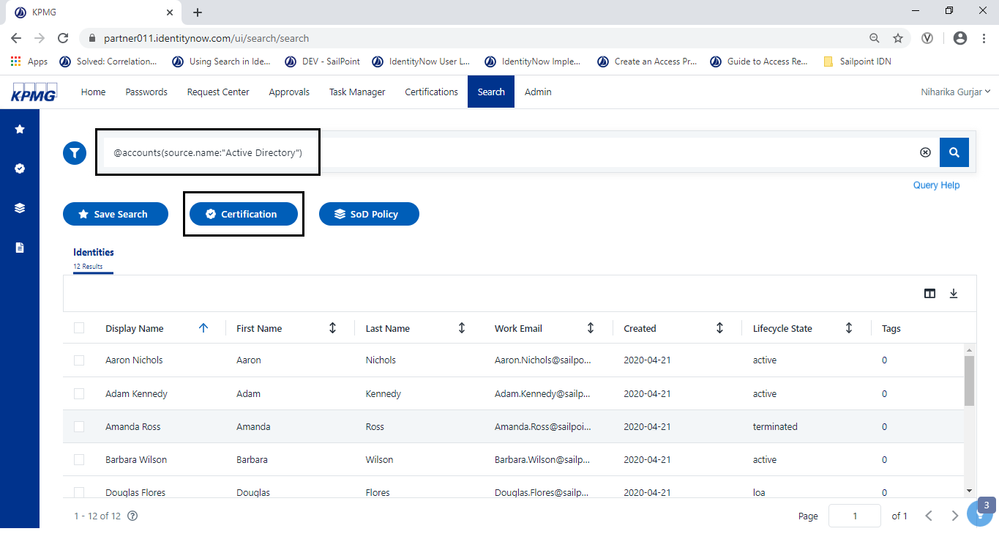 KPMG
partner011.identitynow.com/ui/search/search
Apps Solved: Correlation... Using Search in Ide... DEV - SailPoint IdentityNow User L... IdentityNow Imple... Create an Access Pr... Guide to Access Re... Sailpoint IDN
KPMG Home Passwords Request Center Approvals Task Manager Certifications Search Admin Niharika Gurjar
@accounts(source.name:"Active Directory")
Query Help
Save Search Certification SoD Policy
Identities
12 Results
Display Name First Name Last Name Work Email Created Lifecycle State Tags
Aaron Nichols Aaron Nichols Aaron.Nichols@sailpo... 2020-04-21 active 0
Adam Kennedy Adam Kennedy Adam.Kennedy@sailp... 2020-04-21 active 0
Amanda Ross Amanda Ross Amanda.Ross@sailpoi... 2020-04-21 terminated 0
Barbara Wilson Barbara Wilson Barbara.Wilson@sailp... 2020-04-21 active 0
Douglas Flores Douglas Flores Douglas.Flores@sailp... 2020-04-21 loa 0
1 - 12 of 12 Page 1 of 1
3